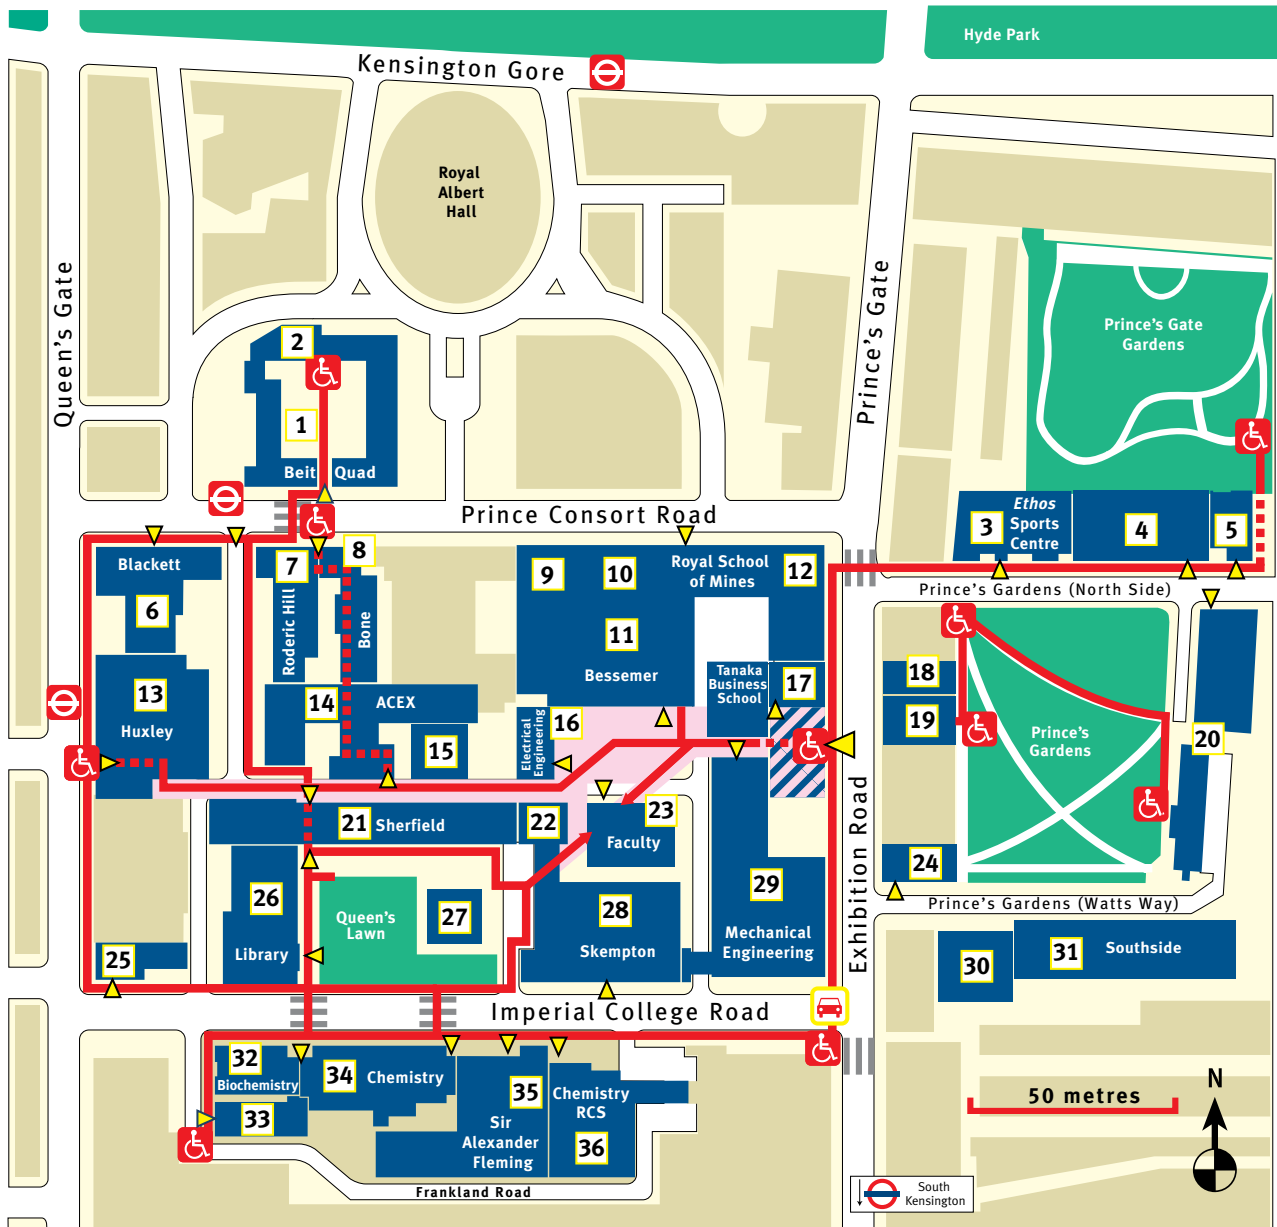 Hyde Park
Kensington Gore
Royal
Albert
Hall
Queen's Gate
Prince's Gate
Prince's Gate
Gardens
2
1
Beit Quad
Prince Consort Road
3
Ethos
Sports
Centre
4
5
Prince's Gardens (North Side)
Blackett
6
7
Roderic Hill
8
Bone
9
10
Royal School
of Mines
12
11
Bessemer
Tanaka
Business
School
17
13
Huxley
14
ACEX
15
16
Electrical
Engineering
18
19
Prince's
Gardens
20
21
Sherfield
22
23
Faculty
Exhibition Road
24
Prince's Gardens (Watts Way)
25
26
Library
Queen's
Lawn
27
28
Skempton
29
Mechanical
Engineering
30
31
Southside
Imperial College Road
32
Biochemistry
33
34
Chemistry
35
Sir
Alexander
Fleming
Chemistry
RCS
36
Frankland Road
50 metres
N
South
Kensington